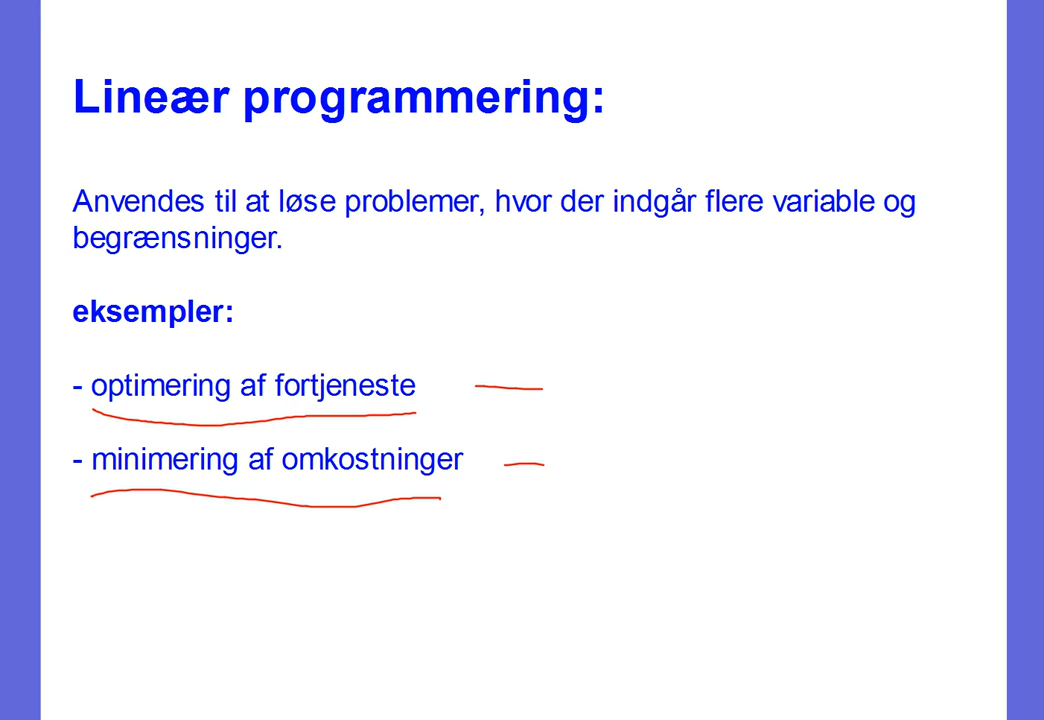 Lineær programmering:
Anvendes til at løse problemer, hvor der indgår flere variable og
begrænsninger.
eksempler:
- optimering af fortjeneste
- minimering af omkostninger